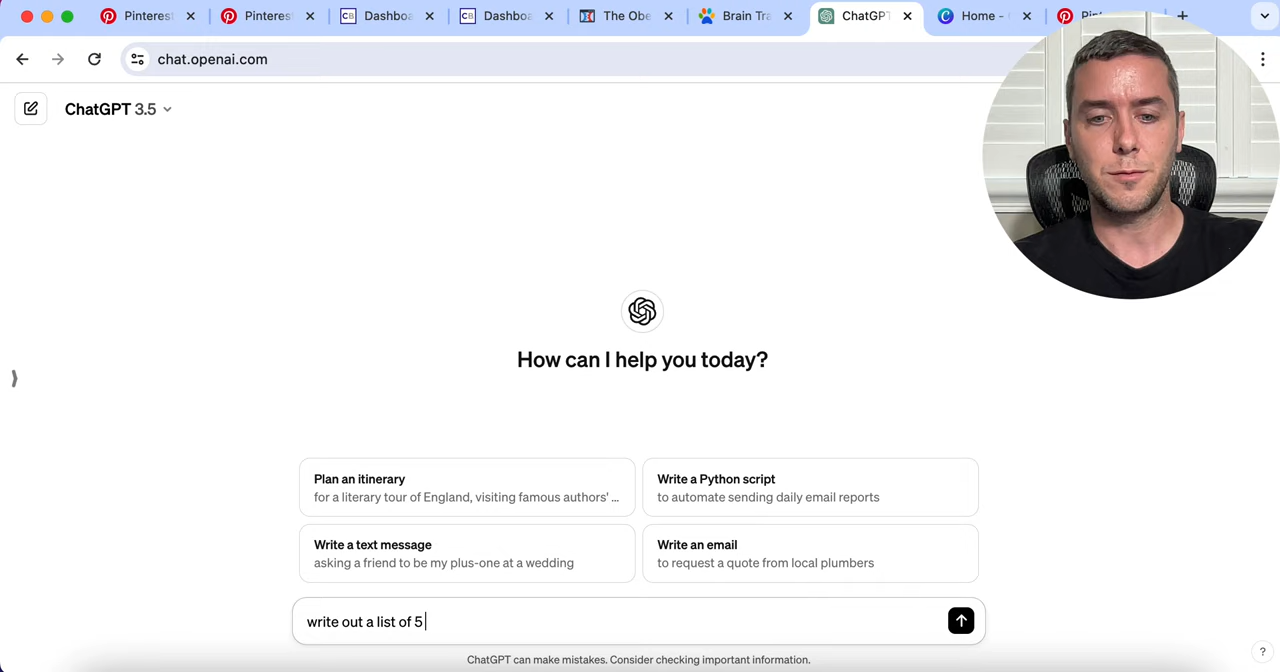 Pinteres
Pinteres
Dashboa
Dashboa
The Obe
Brain Tra
ChatGPT
Home -
chat.openai.com
ChatGPT 3.5
How can I help you today?
Plan an itinerary
for a literary tour of England, visiting famous authors' ...
Write a Python script
to automate sending daily email reports
Write a text message
asking a friend to be my plus-one at a wedding
Write an email
to request a quote from local plumbers
write out a list of 5
ChatGPT can make mistakes. Consider checking important information.
?